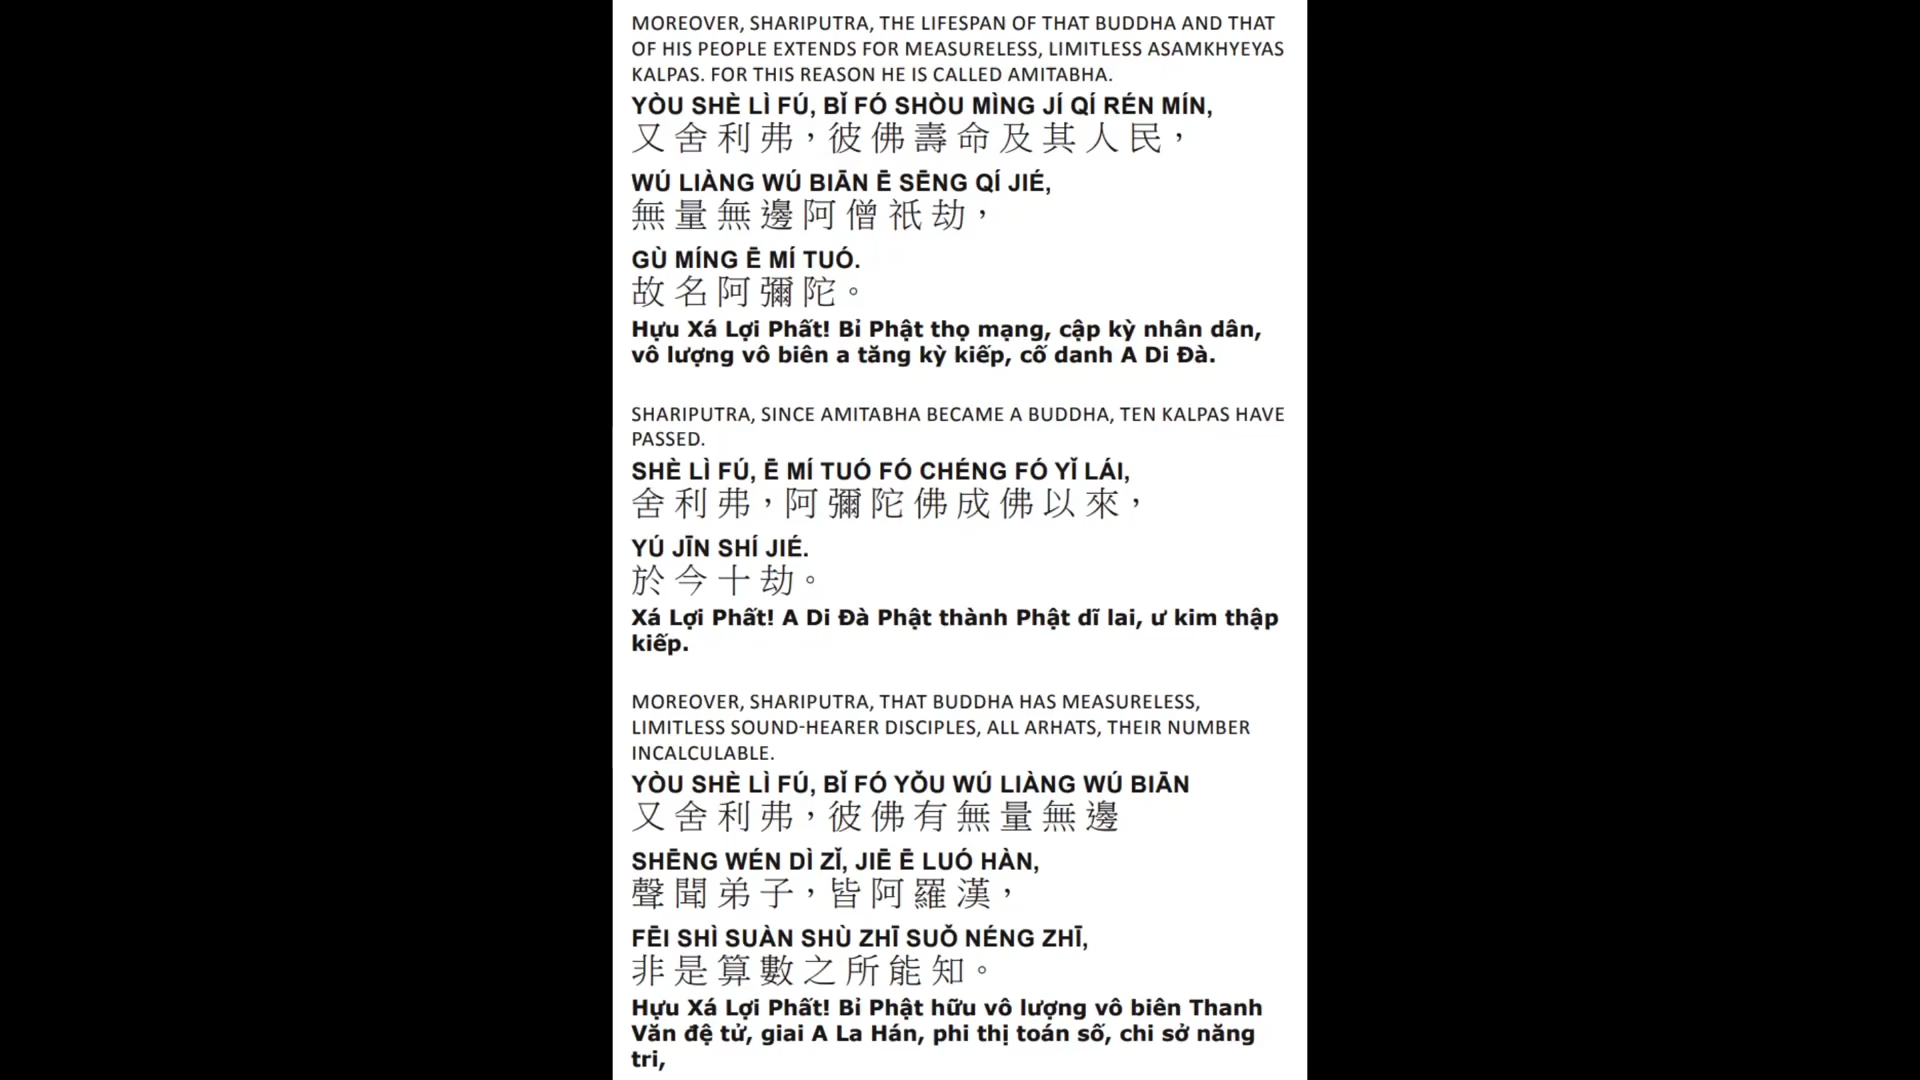 MOREOVER, SHARIPUTRA, THE LIFESPAN OF THAT BUDDHA AND THAT
OF HIS PEOPLE EXTENDS FOR MEASURELESS, LIMITLESS ASAMKHYEYAS
KALPAS. FOR THIS REASON HE IS CALLED AMITABHA.
YÒU SHÈ LÌ FÚ, BǏ FÓ SHÒU MÌNG JÍ QÍ RÉN MÍN,
又舍利弗，彼佛壽命及其人民，
WÚ LIÀNG WÚ BIĀN Ē SĒNG QÍ JIÉ,
無量無邊阿僧祇劫，
GÙ MÍNG Ē MÍ TUÓ.
故名阿彌陀。
Hựu Xá Lợi Phất! Bỉ Phật thọ mạng, cập kỳ nhân dân,
vô lượng vô biên a tăng kỳ kiếp, cố danh A Di Đà.
SHARIPUTRA, SINCE AMITABHA BECAME A BUDDHA, TEN KALPAS HAVE
PASSED.
SHÈ LÌ FÚ, Ē MÍ TUÓ FÓ CHÉNG FÓ YǏ LÁI,
舍利弗，阿彌陀佛成佛以來，
YÚ JĪN SHÍ JIÉ.
於今十劫。
Xá Lợi Phất! A Di Đà Phật thành Phật dĩ lai, ư kim thập
kiếp.
MOREOVER, SHARIPUTRA, THAT BUDDHA HAS MEASURELESS,
LIMITLESS SOUND-HEARER DISCIPLES, ALL ARHATS, THEIR NUMBER
INCALCULABLE.
YÒU SHÈ LÌ FÚ, BǏ FÓ YǑU WÚ LIÀNG WÚ BIĀN
又舍利弗，彼佛有無量無邊
SHĒNG WÉN DÌ ZǏ, JIĒ Ē LUÓ HÀN,
聲聞弟子，皆阿羅漢，
FĒI SHÌ SUÀN SHÙ ZHĪ SUǑ NÉNG ZHĪ,
非是算數之所能知。
Hựu Xá Lợi Phất! Bỉ Phật hữu vô lượng vô biên Thanh
Văn đệ tử, giai A La Hán, phi thị toán số, chi sở năng
tri,